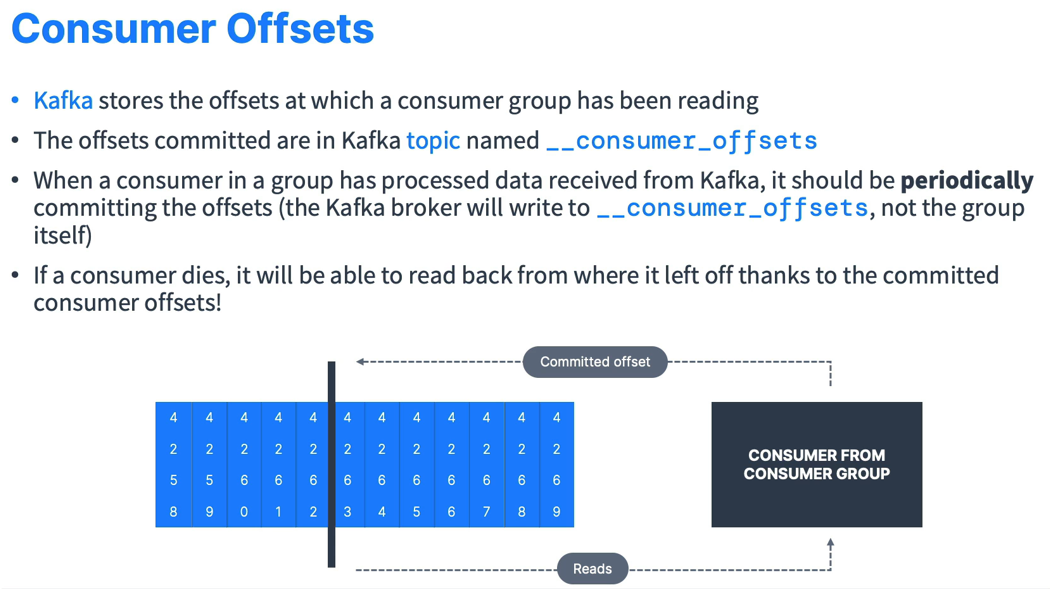 Consumer Offsets
• Kafka stores the offsets at which a consumer group has been reading
• The offsets committed are in Kafka topic named __consumer_offsets
• When a consumer in a group has processed data received from Kafka, it should be periodically
committing the offsets (the Kafka broker will write to __consumer_offsets, not the group
itself)
• If a consumer dies, it will be able to read back from where it left off thanks to the committed
consumer offsets!
Committed offset
4 4 4 4 4 4 4 4 4 4 4 4
2 2 2 2 2 2 2 2 2 2 2 2
5 5 6 6 6 6 6 6 6 6 6 6
8 9 0 1 2 3 4 5 6 7 8 9
CONSUMER FROM
CONSUMER GROUP
Reads